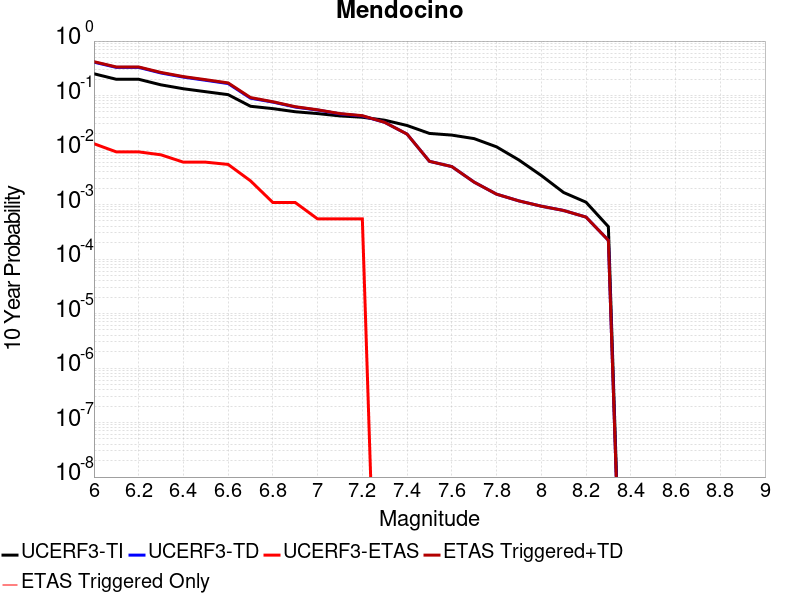 Mendocino
10 Year Probability
10^0
10^-1
10^-2
10^-3
10^-4
10^-5
10^-6
10^-7
10^-8
6 6.2 6.4 6.6 6.8 7 7.2 7.4 7.6 7.8 8 8.2 8.4 8.6 8.8 9
Magnitude
UCERF3-TI UCERF3-TD UCERF3-ETAS ETAS Triggered+TD
ETAS Triggered Only